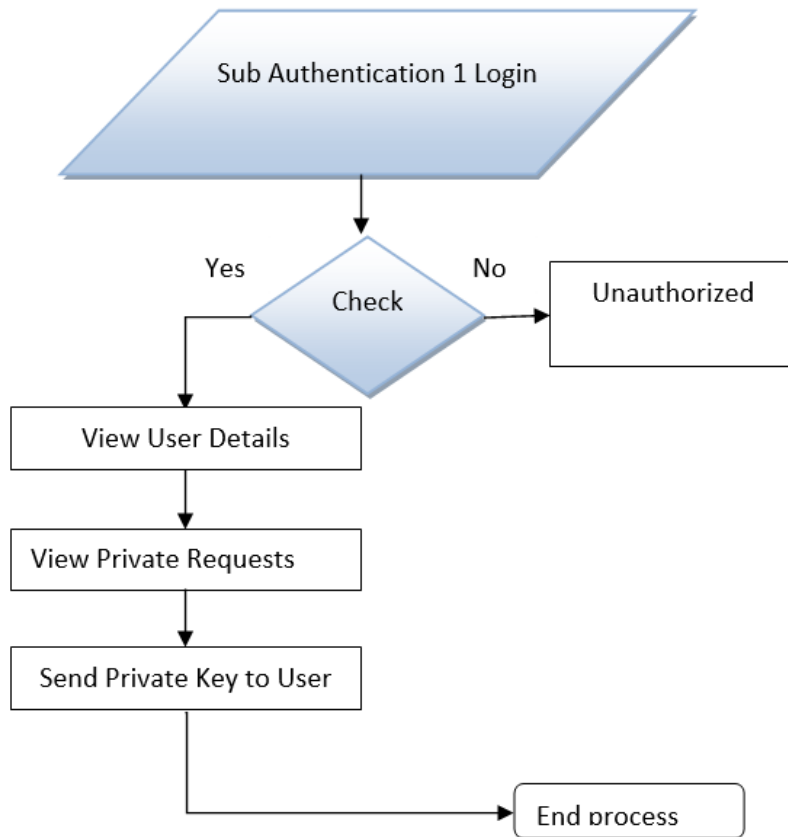 Sub Authentication 1 Login
Yes
No
Check
Unauthorized
View User Details
View Private Requests
Send Private Key to User
End process